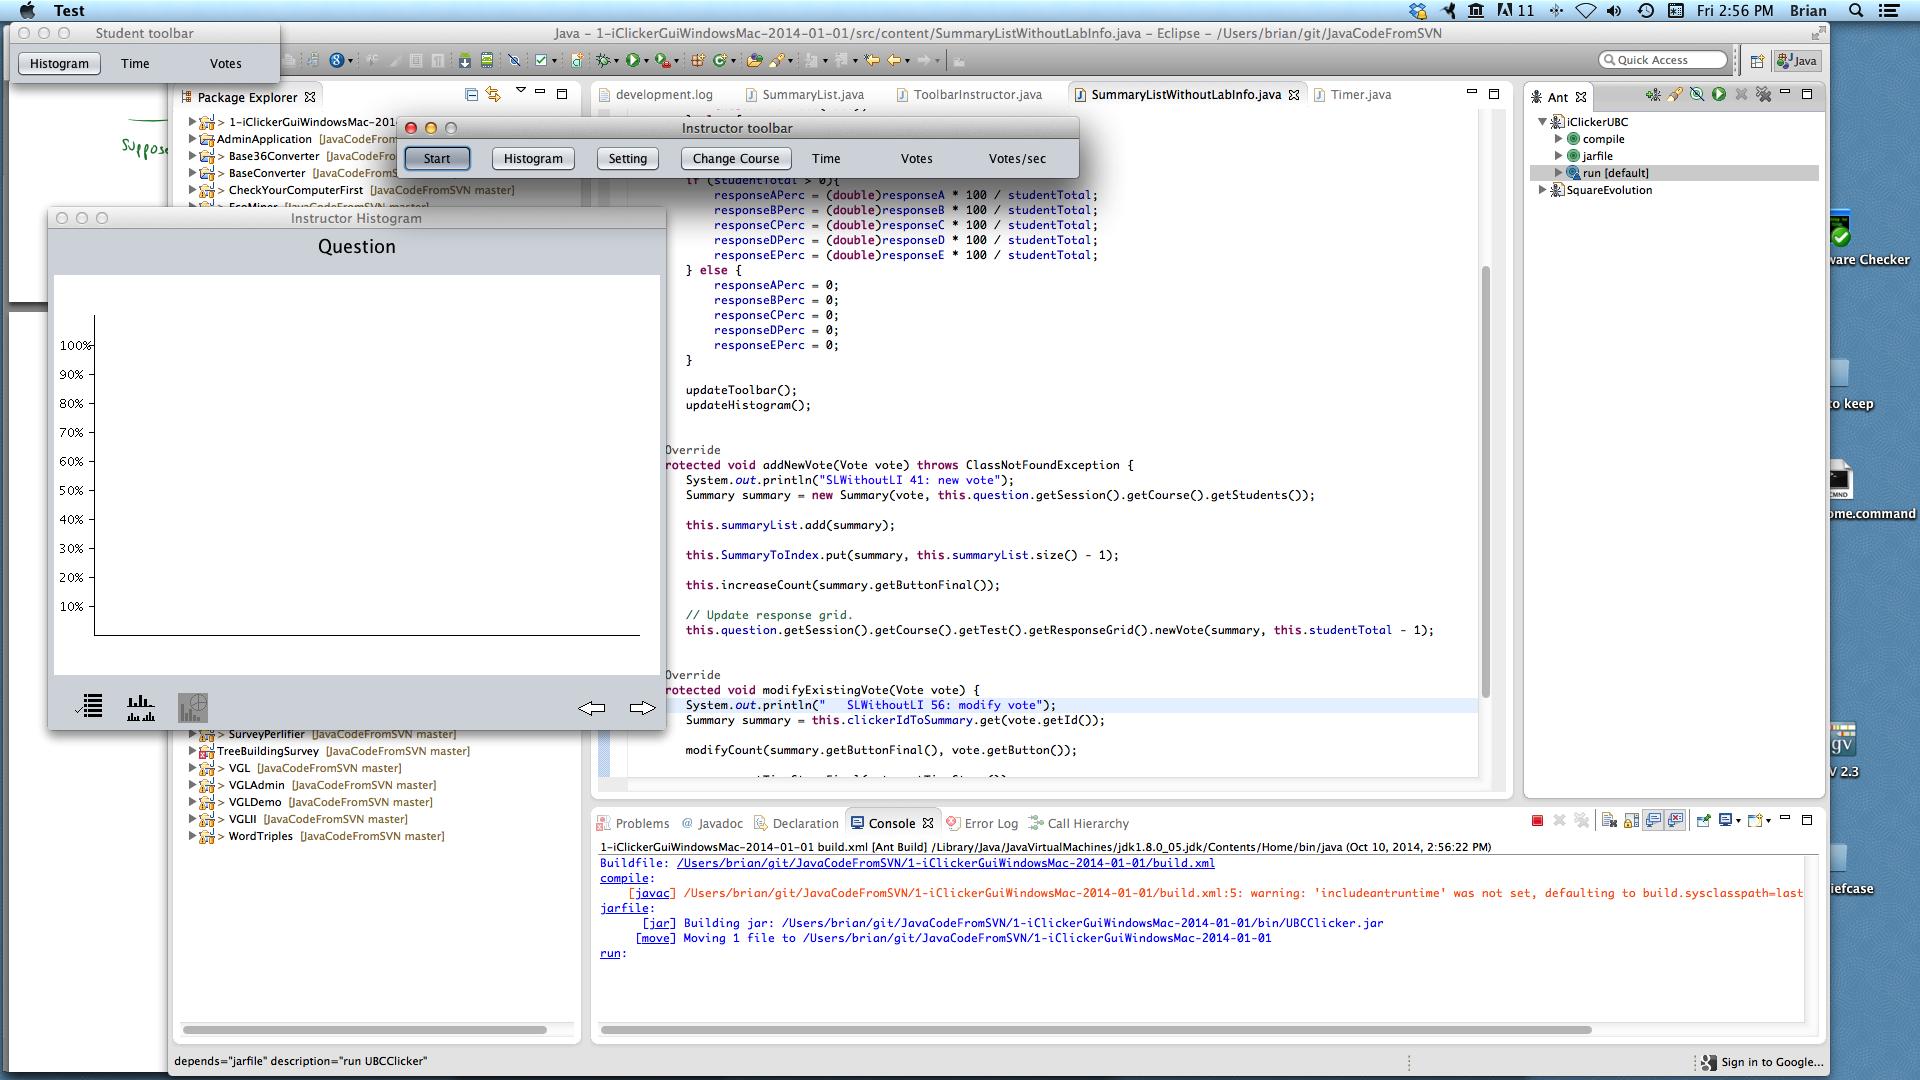 Test
11
Fri 2:56 PM
Brian
Student toolbar
Histogram
Time
Votes
Java - 1-iClickerGuiWindowsMac-2014-01-01/src/content/SummaryListWithoutLabInfo.java - Eclipse - /Users/brian/git/JavaCodeFromSVN
Quick Access
Java
Suppose
Package Explorer
> 1-iClickerGuiWindowsMac-201
AdminApplication [JavaCodeFro
> Base36Converter [JavaCodeFr
> BaseConverter [JavaCodeFrom
> CheckYourComputerFirst [JavaCodeFromSVN master]
Instructor toolbar
Start
Histogram
Setting
Change Course
Time
Votes
Votes/sec
Instructor Histogram
Question
100%
90%
80%
70%
60%
50%
40%
30%
20%
10%
> SurveyPerlifier [JavaCodeFromSVN master]
TreeBuildingSurvey [JavaCodeFromSVN master]
> VGL [JavaCodeFromSVN master]
> VGLAdmin [JavaCodeFromSVN master]
> VGLDemo [JavaCodeFromSVN master]
> VGLII [JavaCodeFromSVN master]
> WordTriples [JavaCodeFromSVN master]
development.log
SummaryList.java
ToolbarInstructor.java
SummaryListWithoutLabInfo.java
Timer.java
if (studentTotal > 0){
responseAPerc = (double)responseA * 100 / studentTotal;
responseBPerc = (double)responseB * 100 / studentTotal;
responseCPerc = (double)responseC * 100 / studentTotal;
responseDPerc = (double)responseD * 100 / studentTotal;
responseEPerc = (double)responseE * 100 / studentTotal;
} else {
responseAPerc = 0;
responseBPerc = 0;
responseCPerc = 0;
responseDPerc = 0;
responseEPerc = 0;
}
updateToolbar();
updateHistogram();
Override
rotected void addNewVote(Vote vote) throws ClassNotFoundException {
System.out.println("SLWithoutLI 41: new vote");
Summary summary = new Summary(vote, this.question.getSession().getCourse().getStudents());
this.summaryList.add(summary);
this.SummaryToIndex.put(summary, this.summaryList.size() - 1);
this.increaseCount(summary.getButtonFinal());
// Update response grid.
this.question.getSession().getCourse().getTest().getResponseGrid().newVote(summary, this.studentTotal - 1);
Override
rotected void modifyExistingVote(Vote vote) {
System.out.println("   SLWithoutLI 56: modify vote");
Summary summary = this.clickerIdToSummary.get(vote.getId());
modifyCount(summary.getButtonFinal(), vote.getButton());
Ant
iClickerUBC
compile
jarfile
run [default]
SquareEvolution
Problems
@ Javadoc
Declaration
Console
Error Log
Call Hierarchy
1-iClickerGuiWindowsMac-2014-01-01 build.xml [Ant Build] /Library/Java/JavaVirtualMachines/jdk1.8.0_05.jdk/Contents/Home/bin/java (Oct 10, 2014, 2:56:22 PM)
Buildfile: /Users/brian/git/JavaCodeFromSVN/1-iClickerGuiWindowsMac-2014-01-01/build.xml
compile:
[javac] /Users/brian/git/JavaCodeFromSVN/1-iClickerGuiWindowsMac-2014-01-01/build.xml:5: warning: 'includeantruntime' was not set, defaulting to build.sysclasspath=last
jarfile:
[jar] Building jar: /Users/brian/git/JavaCodeFromSVN/1-iClickerGuiWindowsMac-2014-01-01/bin/UBCClicker.jar
[move] Moving 1 file to /Users/brian/git/JavaCodeFromSVN/1-iClickerGuiWindowsMac-2014-01-01
run:
depends="jarfile" description="run UBCClicker"
Sign in to Google...
ware Checker
to keep
CMND
ome.command
gv
V 2.3
iefcase